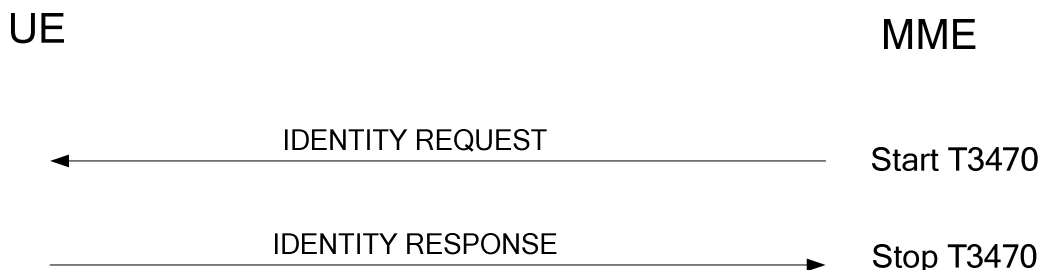 UE
MME
IDENTITY REQUEST
Start T3470
IDENTITY RESPONSE
Stop T3470